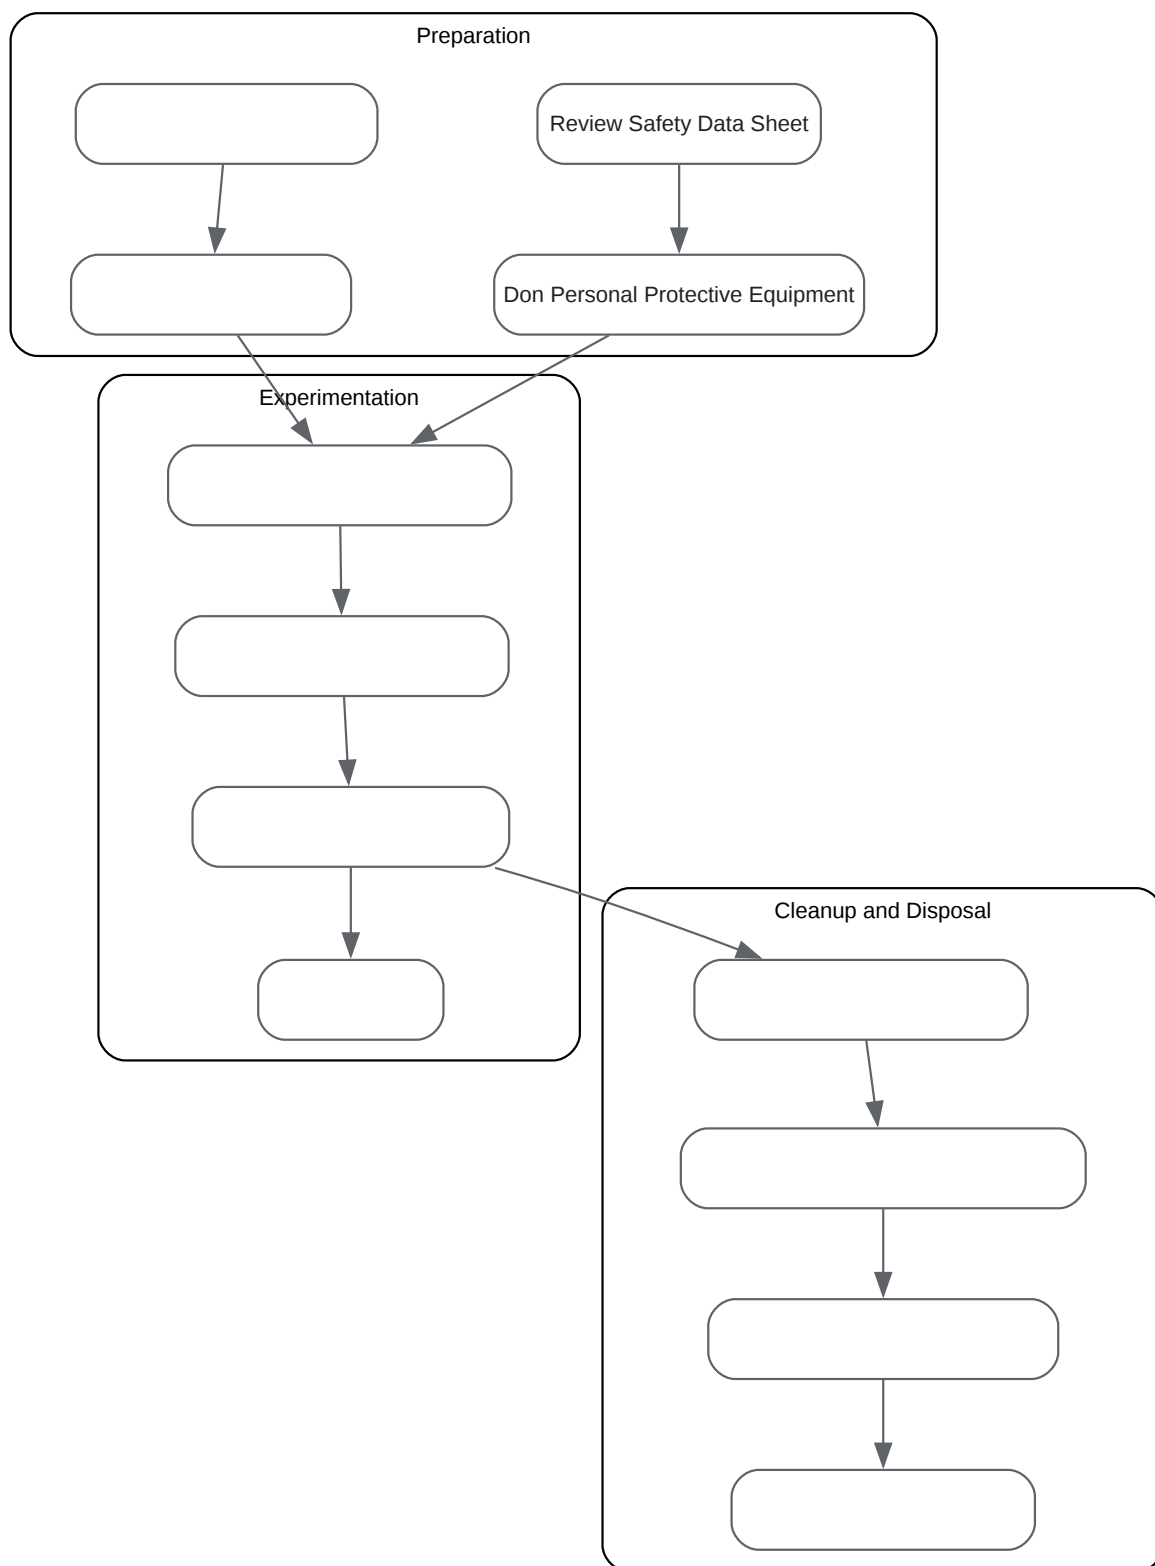 Preparation
Review Safety Data Sheet
Don Personal Protective Equipment
Experimentation
Cleanup and Disposal